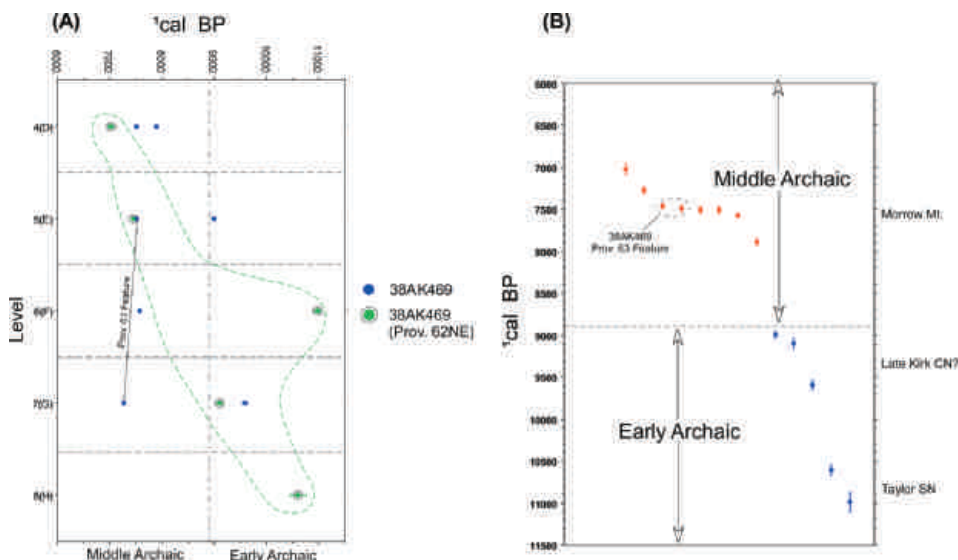 (A)
¹cal BP
6000
7000
8000
9000
10000
11000
Level
4(D)
5(E)
6(F)
7(G)
8(H)
Prov. 63 Feature
Middle Archaic
Early Archaic
38AK469
38AK469
(Prov. 62NE)
(B)
¹cal BP
6000
6500
7000
7500
8000
8500
9000
9500
10000
10500
11000
11500
Middle Archaic
38AK469
Prov. 63 Feature
Early Archaic
Morrow Mt.
Late Kirk CN?
Taylor SN